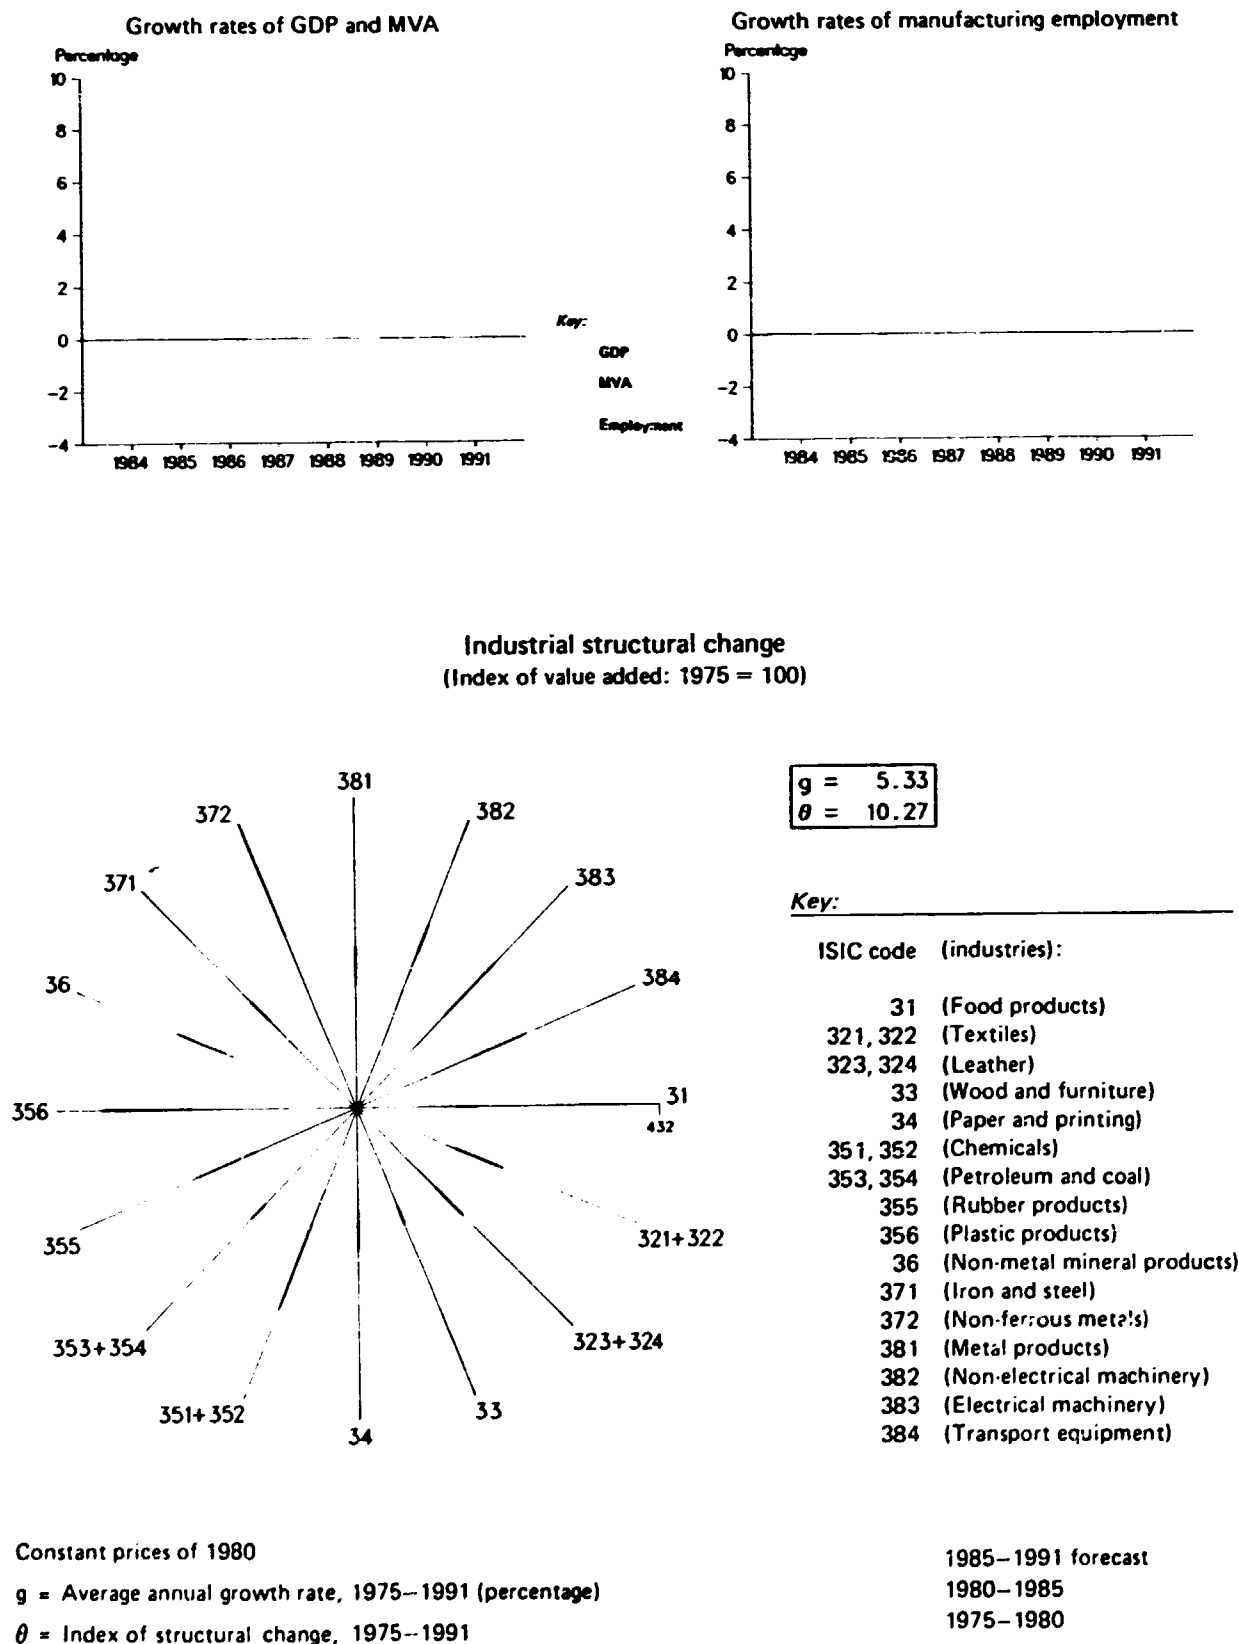 Growth rates of GDP and MVA
Percentage
10
8
6
4
2
0
-2
-4
1984 1985 1986 1987 1988 1989 1990 1991
Key:
GDP
MVA
Employment
Growth rates of manufacturing employment
Percentage
10
8
6
4
2
0
-2
-4
1984 1985 1986 1987 1988 1989 1990 1991
Industrial structural change
(Index of value added: 1975 = 100)
381
382
383
384
31
432
321+322
323+324
33
34
351+352
353+354
355
356
36
371
372
g = 5.33
θ = 10.27
Key:
ISIC code (industries):
31 (Food products)
321, 322 (Textiles)
323, 324 (Leather)
33 (Wood and furniture)
34 (Paper and printing)
351, 352 (Chemicals)
353, 354 (Petroleum and coal)
355 (Rubber products)
356 (Plastic products)
36 (Non-metal mineral products)
371 (Iron and steel)
372 (Non-ferrous metals)
381 (Metal products)
382 (Non-electrical machinery)
383 (Electrical machinery)
384 (Transport equipment)
Constant prices of 1980
g = Average annual growth rate, 1975–1991 (percentage)
θ = Index of structural change, 1975–1991
1985–1991 forecast
1980–1985
1975–1980